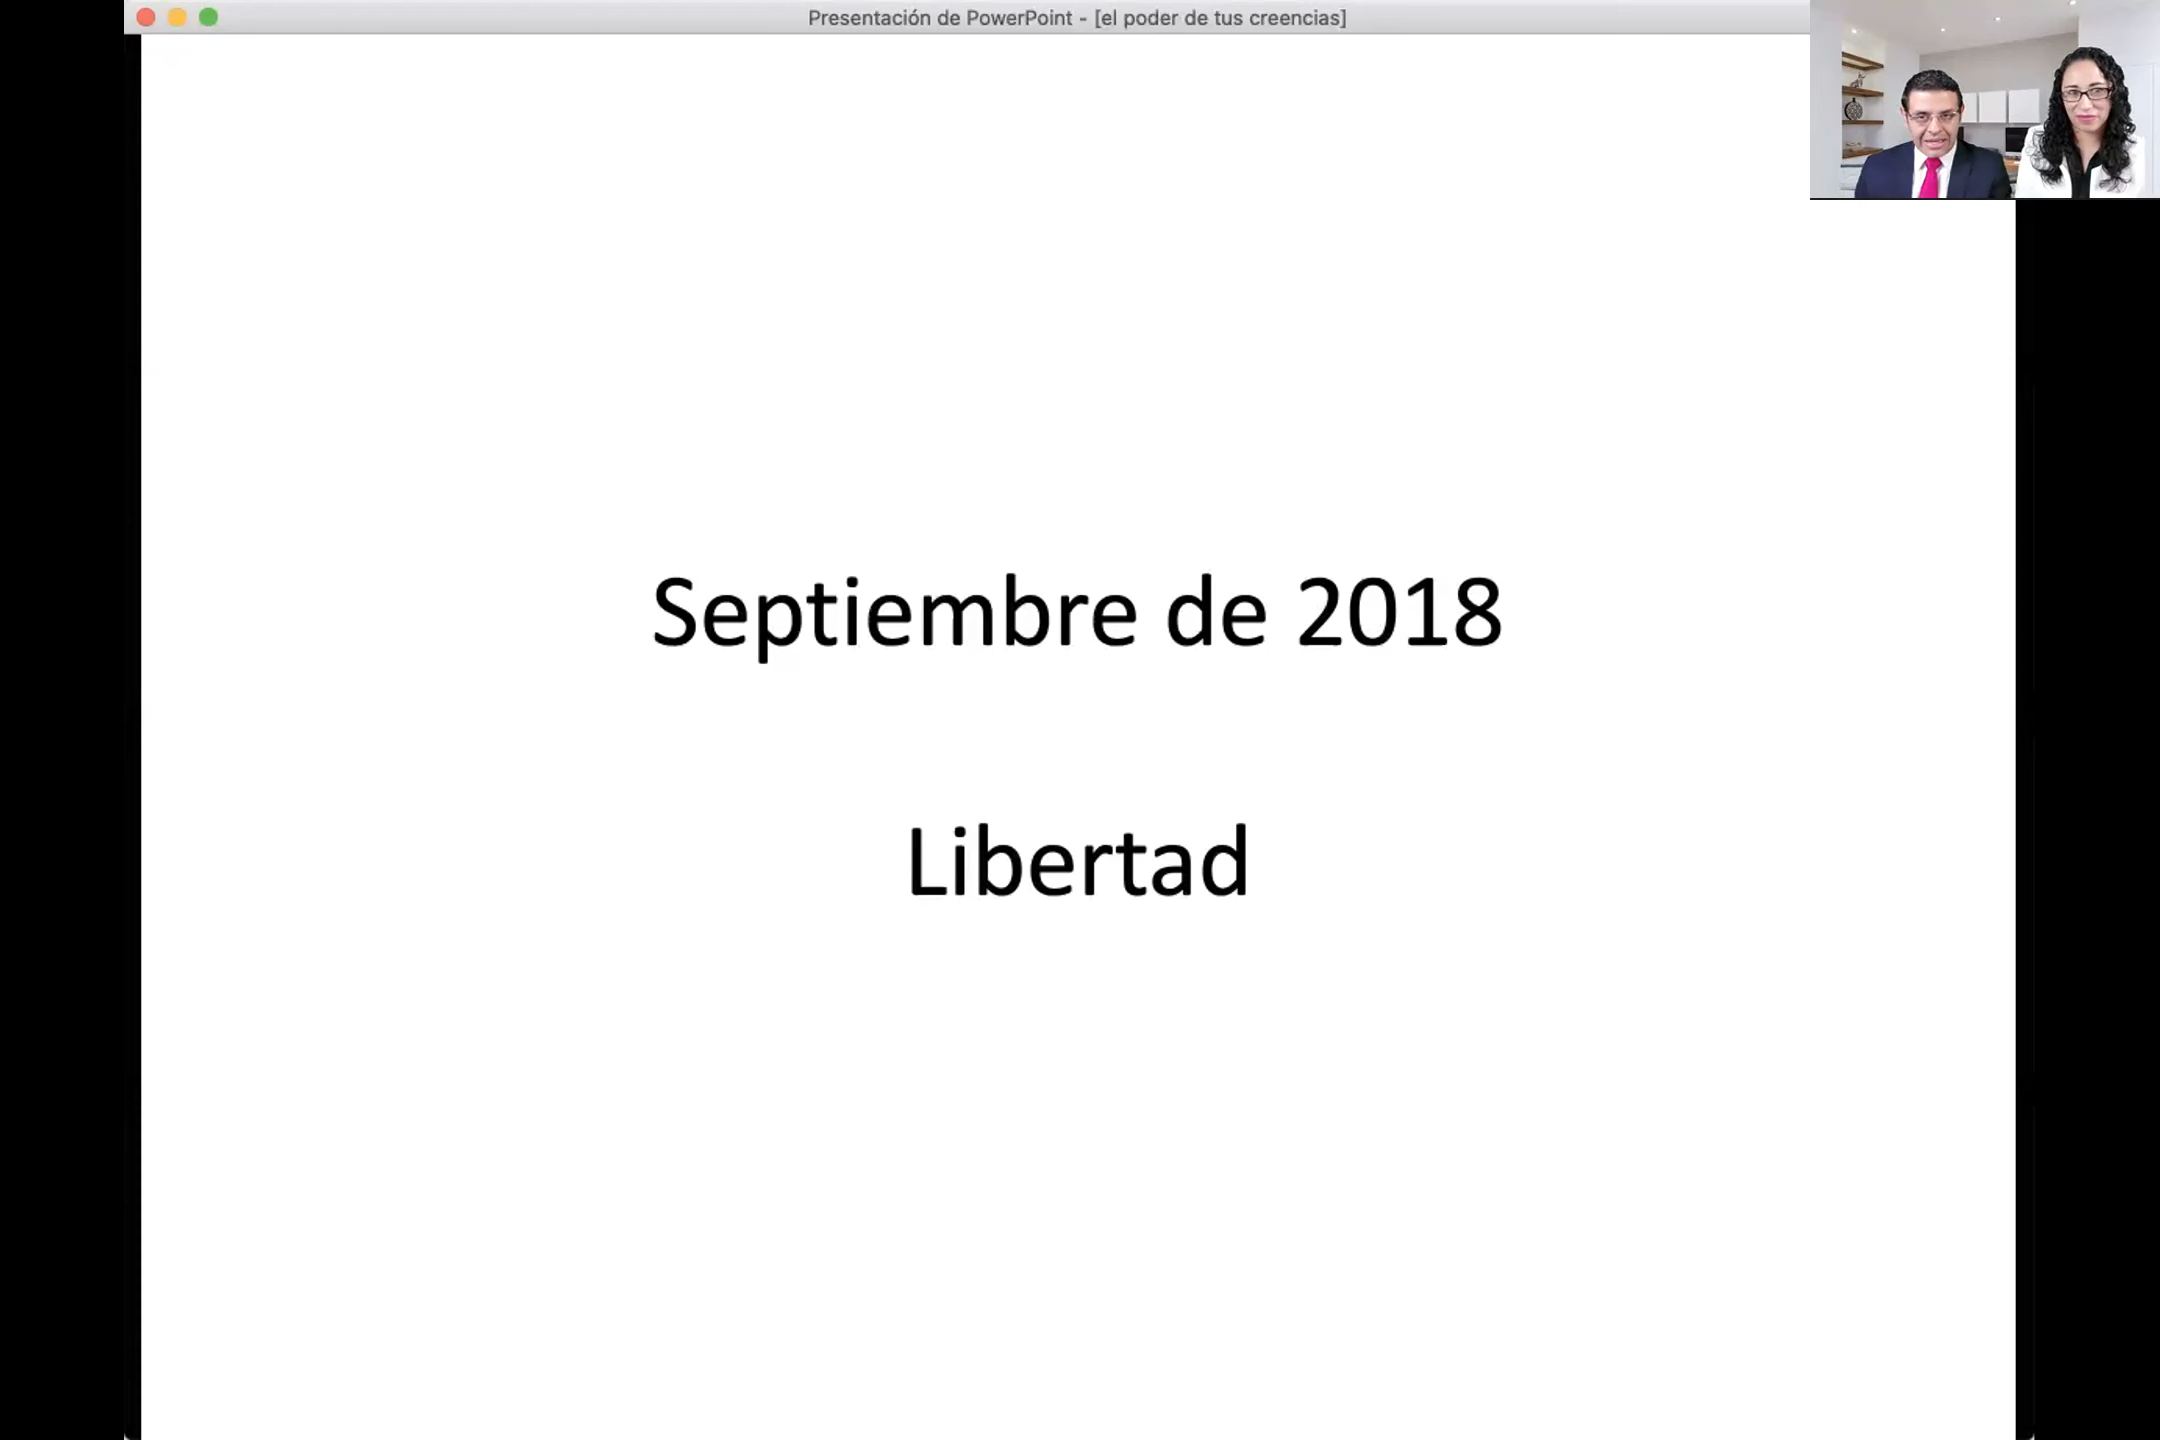 Presentación de PowerPoint - [el poder de tus creencias]
Septiembre de 2018
Libertad